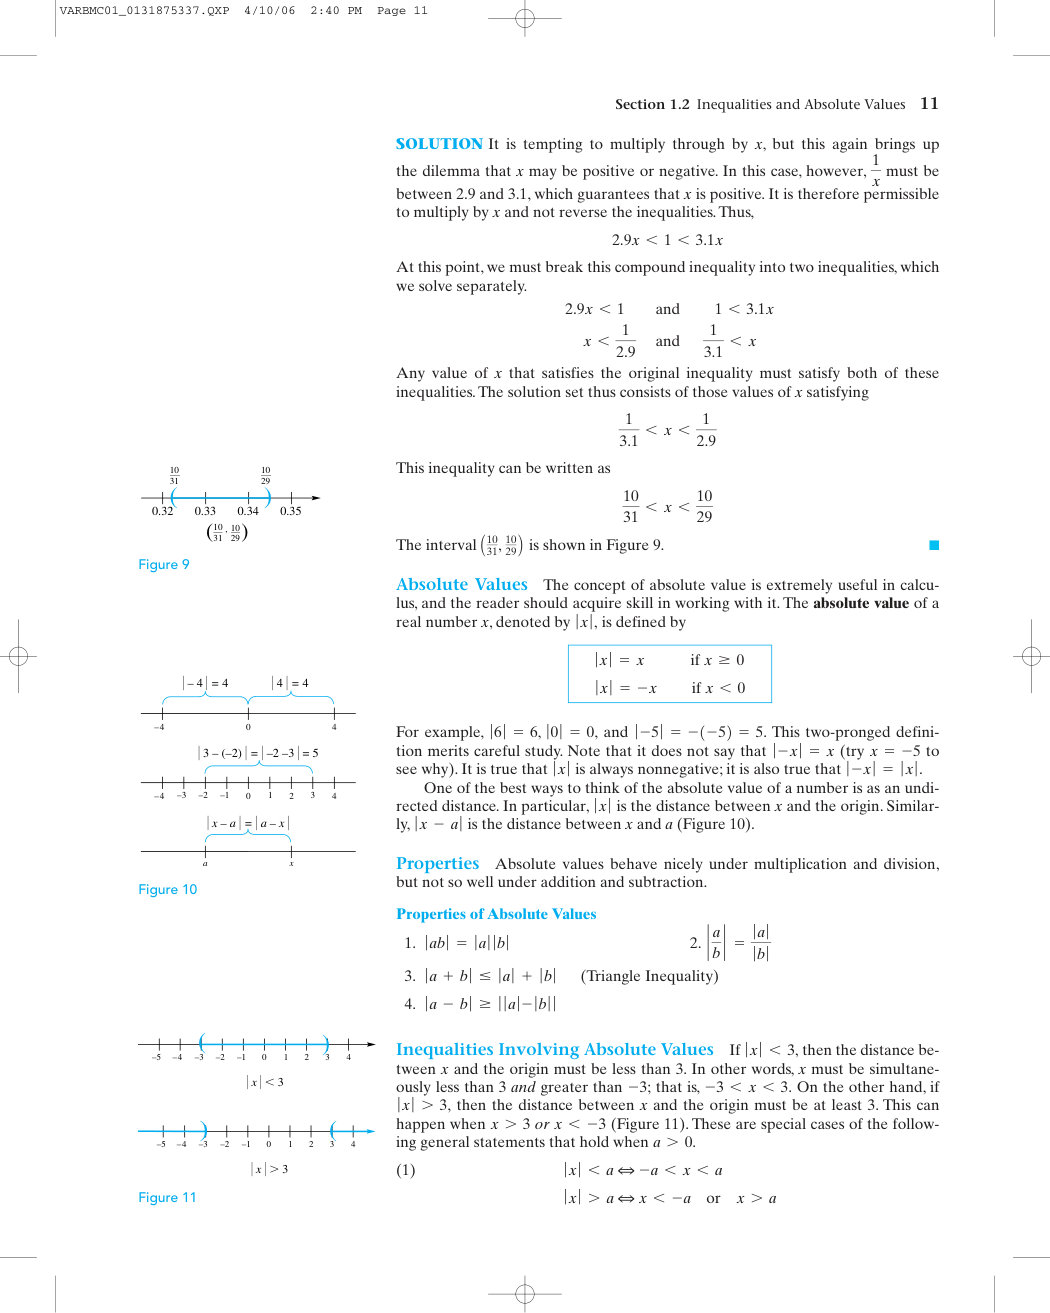 VARBMC01_0131875337.QXP 4/10/06 2:40 PM Page 11
Section 1.2 Inequalities and Absolute Values 11
SOLUTION It is tempting to multiply through by x, but this again brings up
the dilemma that x may be positive or negative. In this case, however, 1/x must be
between 2.9 and 3.1, which guarantees that x is positive. It is therefore permissible
to multiply by x and not reverse the inequalities. Thus,
2.9x < 1 < 3.1x
At this point, we must break this compound inequality into two inequalities, which
we solve separately.
2.9x < 1 and 1 < 3.1x
x < 1/2.9 and 1/3.1 < x
Any value of x that satisfies the original inequality must satisfy both of these
inequalities. The solution set thus consists of those values of x satisfying
1/3.1 < x < 1/2.9
This inequality can be written as
10/31 < x < 10/29
The interval (10/31, 10/29) is shown in Figure 9.
10/31 10/29
0.32 0.33 0.34 0.35
(10/31 , 10/29)
Figure 9
Absolute Values The concept of absolute value is extremely useful in calcu-
lus, and the reader should acquire skill in working with it. The absolute value of a
real number x, denoted by |x|, is defined by
|x| = x if x ≥ 0
|x| = −x if x < 0
For example, |6| = 6, |0| = 0, and |−5| = −(−5) = 5. This two-pronged defini-
tion merits careful study. Note that it does not say that |−x| = x (try x = −5 to
see why). It is true that |x| is always nonnegative; it is also true that |−x| = |x|.
One of the best ways to think of the absolute value of a number is as an undi-
rected distance. In particular, |x| is the distance between x and the origin. Similar-
ly, |x − a| is the distance between x and a (Figure 10).
|–4| = 4 |4| = 4
–4 0 4
|3 – (–2)| = |–2 –3| = 5
–4 –3 –2 –1 0 1 2 3 4
|x – a| = |a – x|
a x
Figure 10
Properties Absolute values behave nicely under multiplication and division,
but not so well under addition and subtraction.
Properties of Absolute Values
1. |ab| = |a||b| 2. |a/b| = |a|/|b|
3. |a + b| ≤ |a| + |b| (Triangle Inequality)
4. |a − b| ≥ ||a|−|b||
Inequalities Involving Absolute Values If |x| < 3, then the distance be-
tween x and the origin must be less than 3. In other words, x must be simultane-
ously less than 3 and greater than −3; that is, −3 < x < 3. On the other hand, if
|x| > 3, then the distance between x and the origin must be at least 3. This can
happen when x > 3 or x < −3 (Figure 11). These are special cases of the follow-
ing general statements that hold when a > 0.
(1) |x| < a ⇔ −a < x < a
|x| > a ⇔ x < −a or x > a
–5 –4 –3 –2 –1 0 1 2 3 4
|x| < 3
–5 –4 –3 –2 –1 0 1 2 3 4
|x| > 3
Figure 11